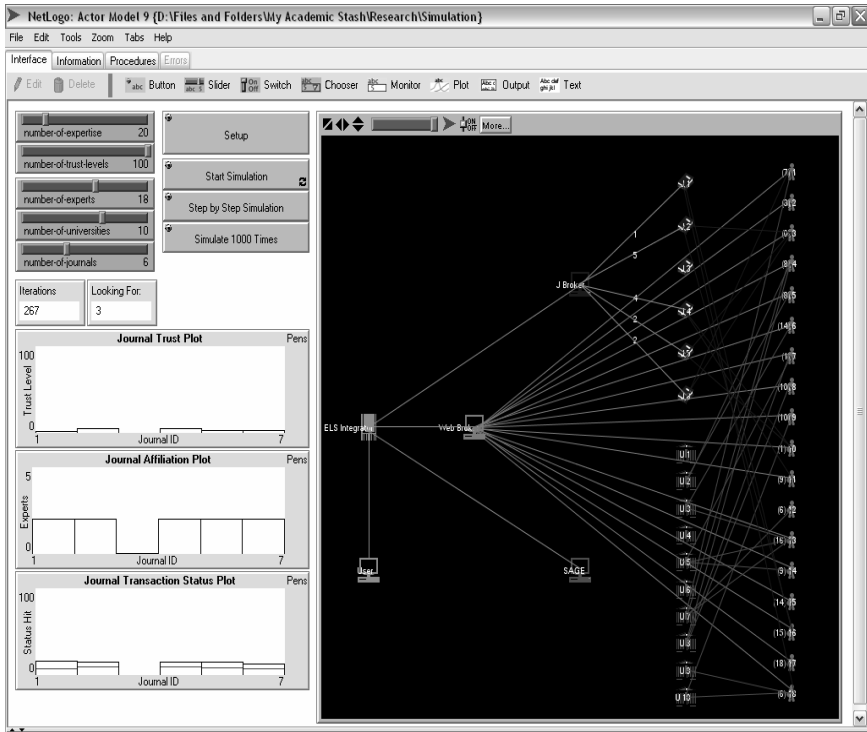 NetLogo: Actor Model 9 {D:\Files and Folders\My Academic Stash\Research\Simulation}
File Edit Tools Zoom Tabs Help
Interface Information Procedures Errors
Edit Delete Button Slider Switch Chooser Monitor Plot Output Text
number-of-expertise 20
number-of-trust-levels 100
number-of-experts 18
number-of-universities 10
number-of-journals 6
Setup
Start Simulation
Step by Step Simulation
Simulate 1000 Times
Iterations
267
Looking For:
3
Journal Trust Plot Pens
100
Trust Level
0
1 Journal ID 7
Journal Affiliation Plot Pens
5
Experts
0
1 Journal ID 7
Journal Transaction Status Plot Pens
100
Status Hit
0
1 Journal ID 7
ON
OFF
More...
J Broker
1
5
4
2
2
ELS Integrator
Web Broker
User
SAGE
U 1
U 2
U 3
U 4
U 5
U 6
U 7
U 8
U 9
U 10